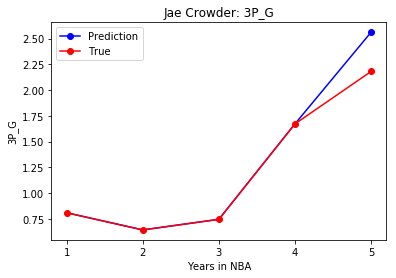 Jae Crowder: 3P_G
Prediction
True
3P_G
2.50
2.25
2.00
1.75
1.50
1.25
1.00
0.75
1 2 3 4 5
Years in NBA